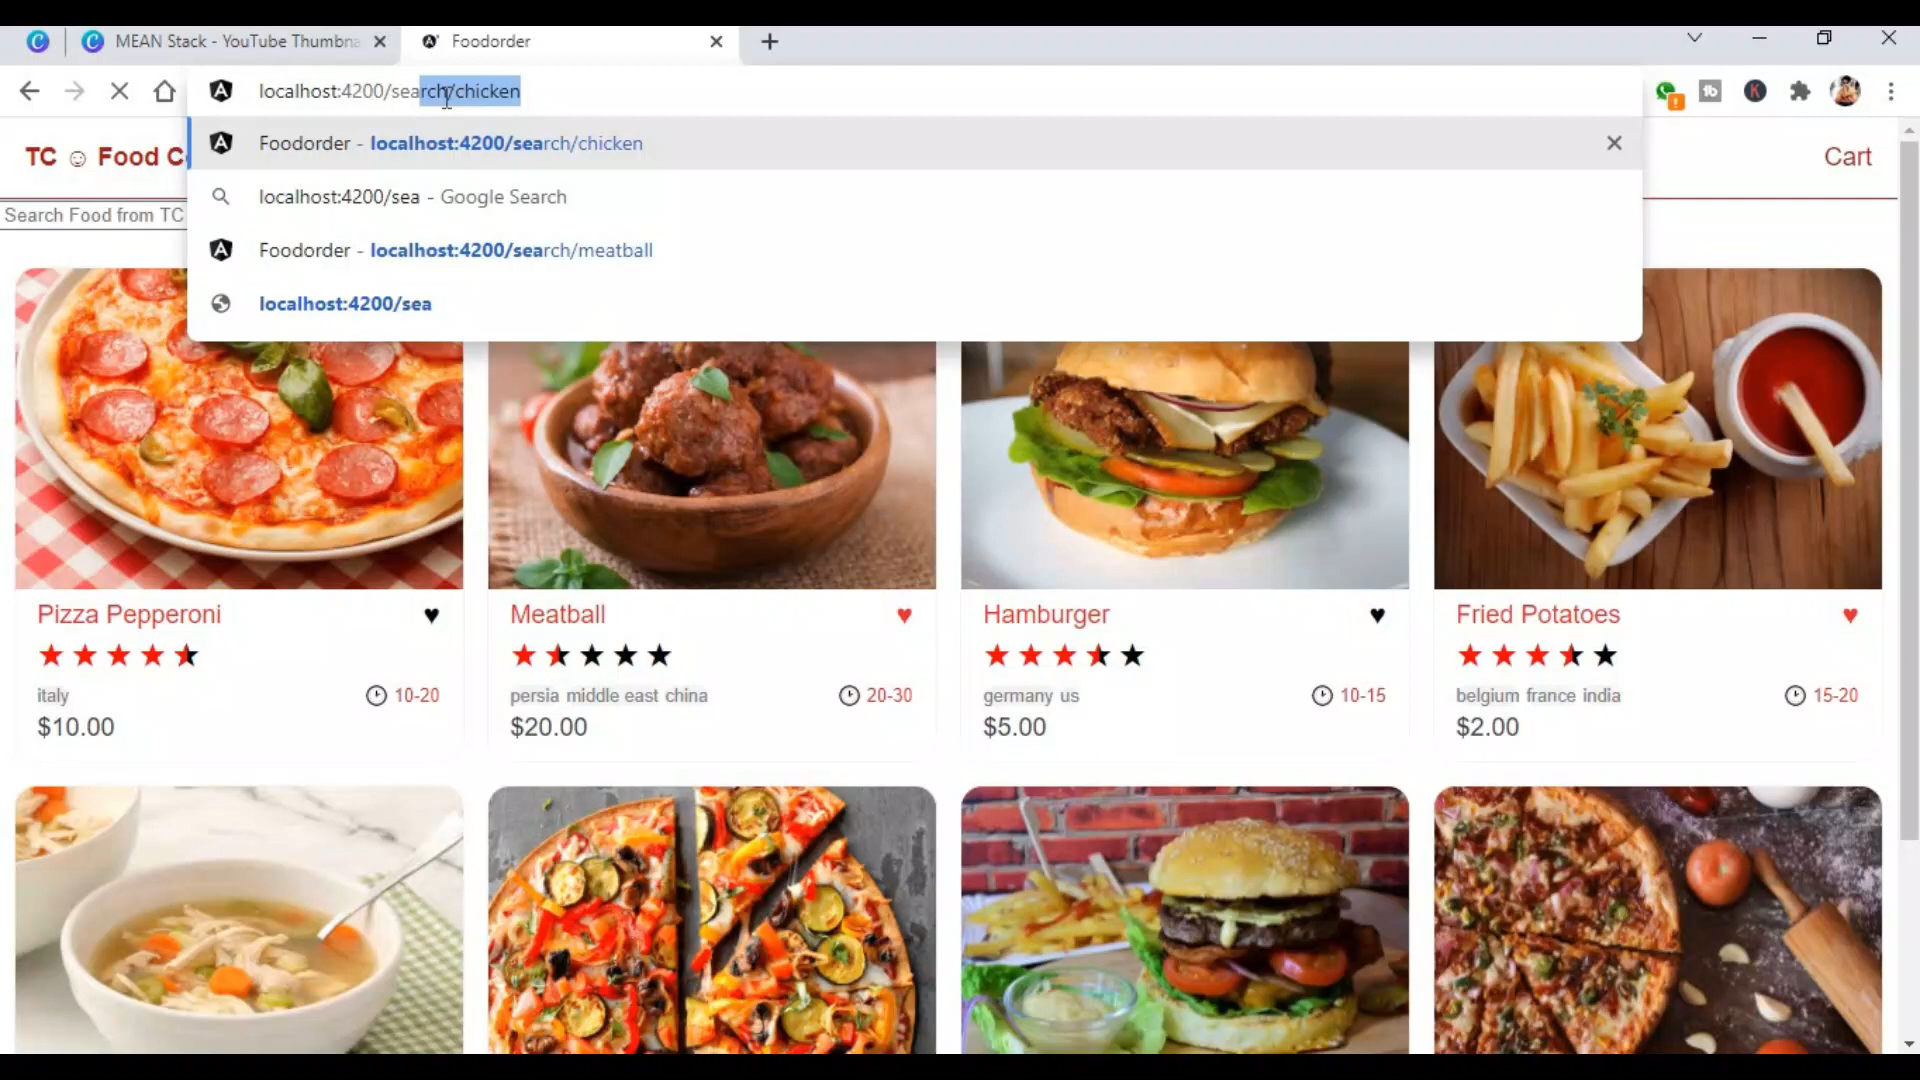 MEAN Stack - YouTube Thumbna
Foodorder
localhost:4200/search/chicken
Foodorder - localhost:4200/search/chicken
localhost:4200/sea - Google Search
Foodorder - localhost:4200/search/meatball
localhost:4200/sea
TC ☺ Food C
Cart
Search Food from TC
Pizza Pepperoni
italy
10-20
$10.00
Meatball
persia middle east china
20-30
$20.00
Hamburger
germany us
10-15
$5.00
Fried Potatoes
belgium france india
15-20
$2.00